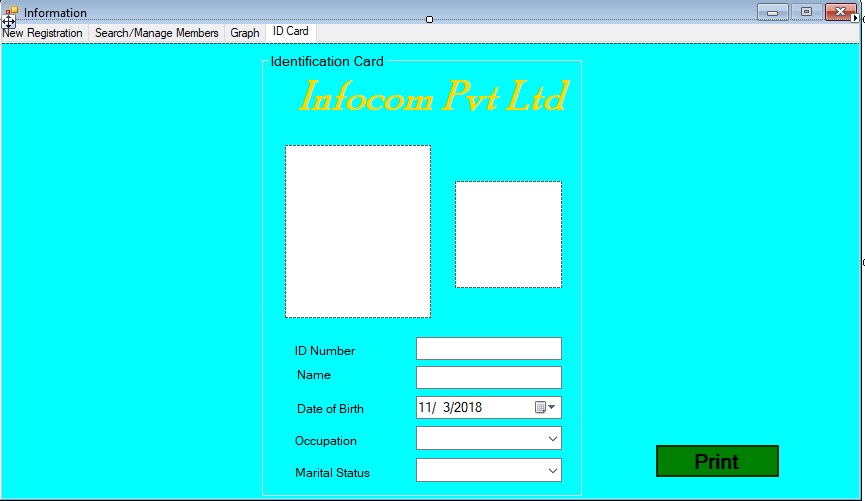 Information
New Registration Search/Manage Members Graph ID Card
Identification Card
Infocom Pvt Ltd
ID Number
Name
Date of Birth 11/ 3/2018
Occupation
Marital Status
Print